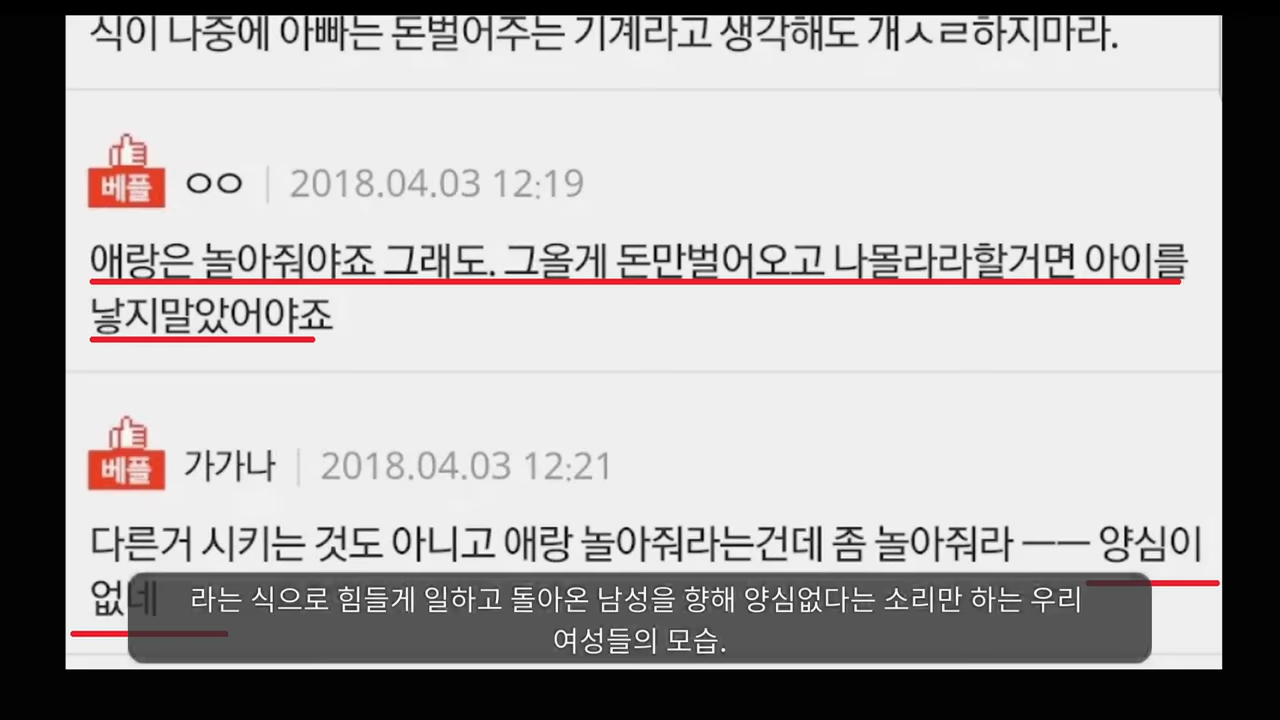 식이 나중에 아빠는 돈벌어주는 기계라고 생각해도 개ㅅㄹ하지마라.
베플 ㅇㅇ 2018.04.03 12:19
애랑은 놀아줘야죠 그래도. 그올게 돈만벌어오고 나몰라라할거면 아이를
낳지말았어야죠
베플 가가나 2018.04.03 12:21
다른거 시키는 것도 아니고 애랑 놀아줘라는건데 좀 놀아줘라 ㅡㅡ 양심이
없네
라는 식으로 힘들게 일하고 돌아온 남성을 향해 양심없다는 소리만 하는 우리
여성들의 모습.